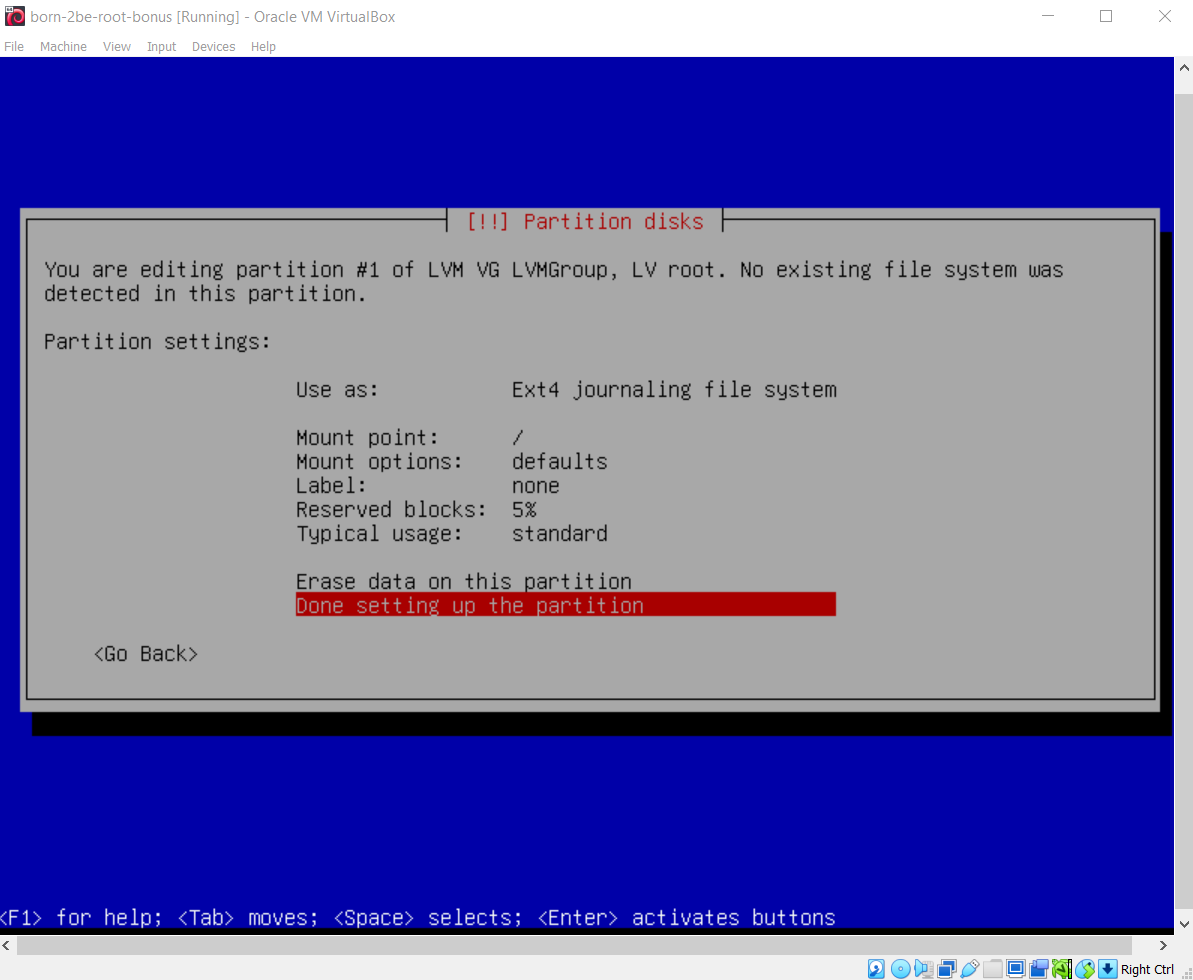 born-2be-root-bonus [Running] - Oracle VM VirtualBox
File Machine View Input Devices Help
[!!] Partition disks
You are editing partition #1 of LVM VG LVMGroup, LV root. No existing file system was
detected in this partition.
Partition settings:
Use as: Ext4 journaling file system
Mount point: /
Mount options: defaults
Label: none
Reserved blocks: 5%
Typical usage: standard
Erase data on this partition
Done setting up the partition
<Go Back>
<F1> for help; <Tab> moves; <Space> selects; <Enter> activates buttons
Right Ctrl